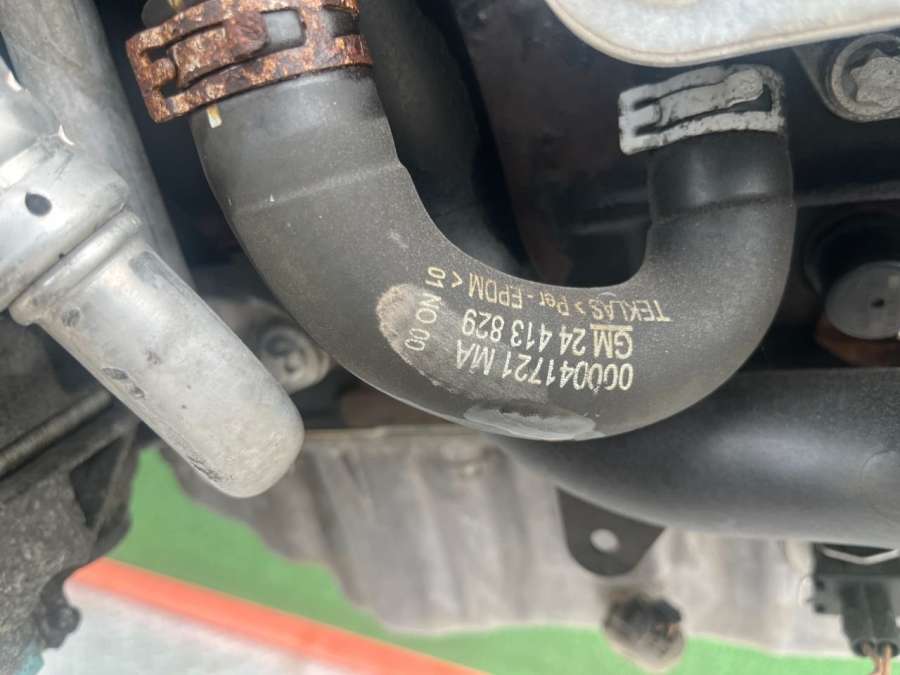 000041721 MA
GM 24 413 829
TEKLAS >Per - EPDM<
01 NO 00